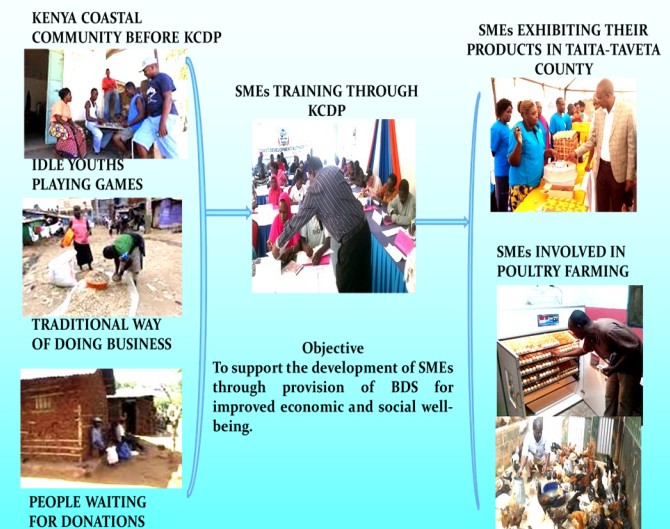 KENYA COASTAL
COMMUNITY BEFORE KCDP
IDLE YOUTHS
PLAYING GAMES
TRADITIONAL WAY
OF DOING BUSINESS
PEOPLE WAITING
FOR DONATIONS
SMEs TRAINING THROUGH
KCDP
Objective
To support the development of SMEs
through provision of BDS for
improved economic and social well-
being.
SMEs EXHIBITING THEIR
PRODUCTS IN TAITA-TAVETA
COUNTY
SMEs INVOLVED IN
POULTRY FARMING